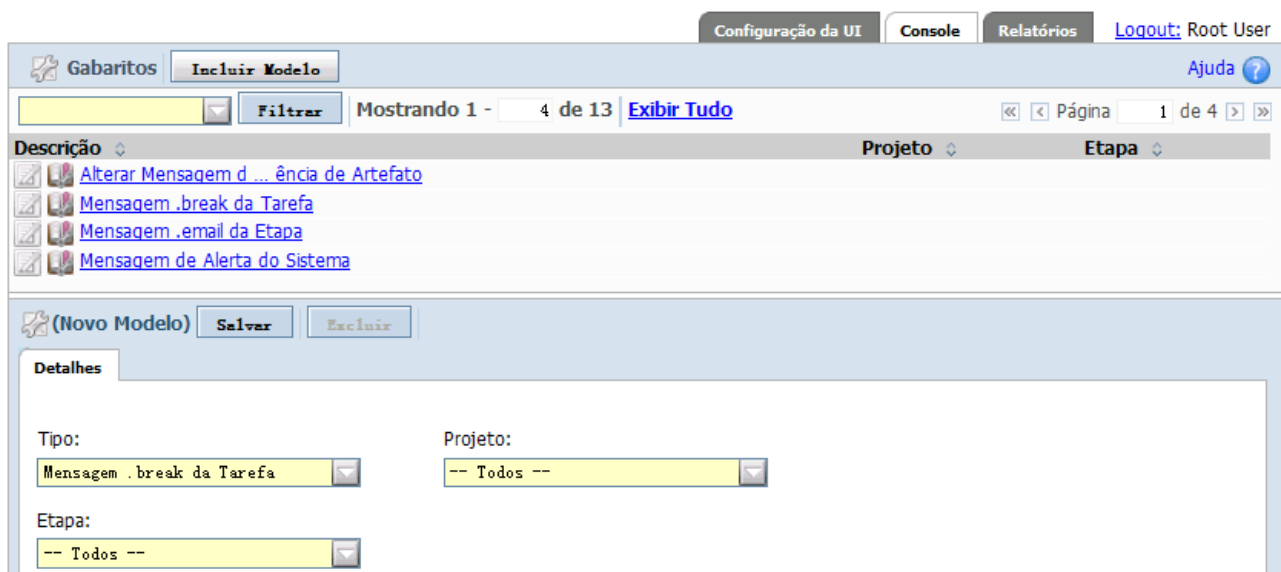 Configuração da UI Console Relatórios Logout: Root User
Gabaritos Incluir Modelo Ajuda ?
Filtrar Mostrando 1 - 4 de 13 Exibir Tudo « < Página 1 de 4 > »
Descrição Projeto Etapa
Alterar Mensagem d ... ência de Artefato
Mensagem .break da Tarefa
Mensagem .email da Etapa
Mensagem de Alerta do Sistema
(Novo Modelo) Salvar Excluir
Detalhes
Tipo: Projeto:
Mensagem .break da Tarefa -- Todos --
Etapa:
-- Todos --